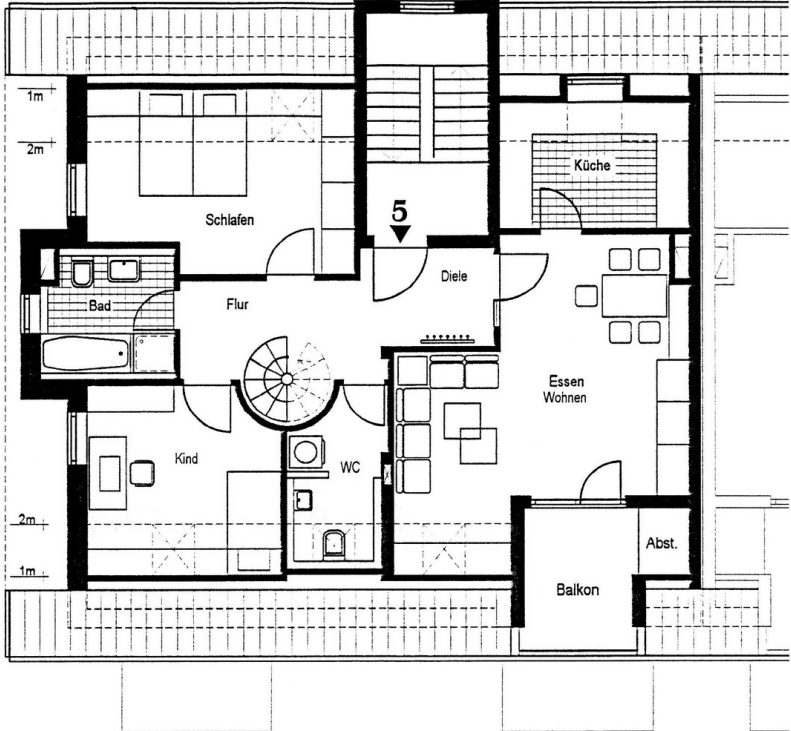 1m
2m
Küche
5
Schlafen
Diele
Bad
Flur
Essen
Wohnen
Kind
WC
2m
Abst.
1m
Balkon